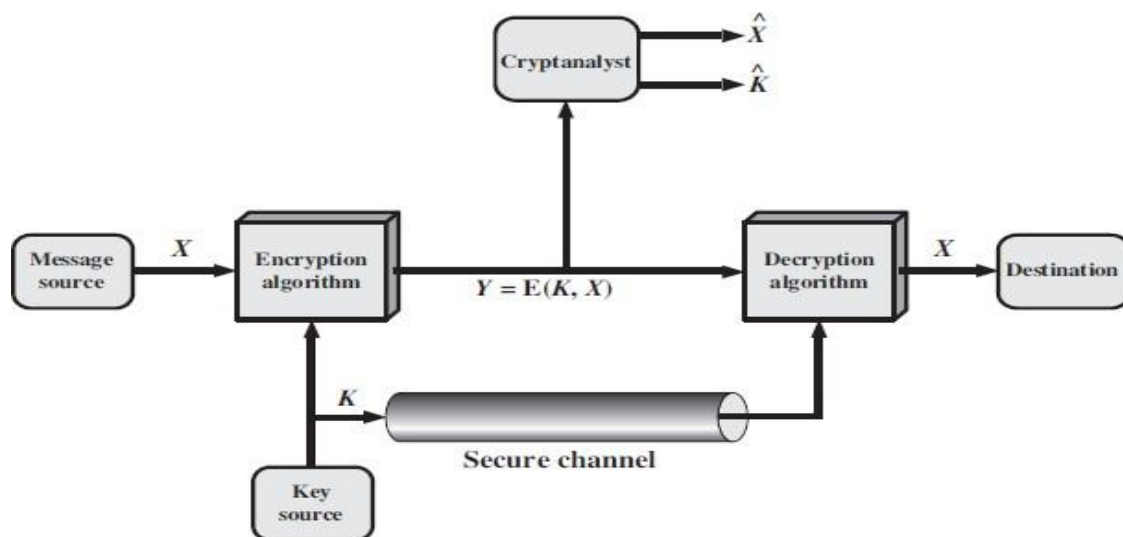 Cryptanalyst
X̂
K̂
Message
source
X
Encryption
algorithm
Y = E(K, X)
Decryption
algorithm
X
Destination
K
Secure channel
Key
source